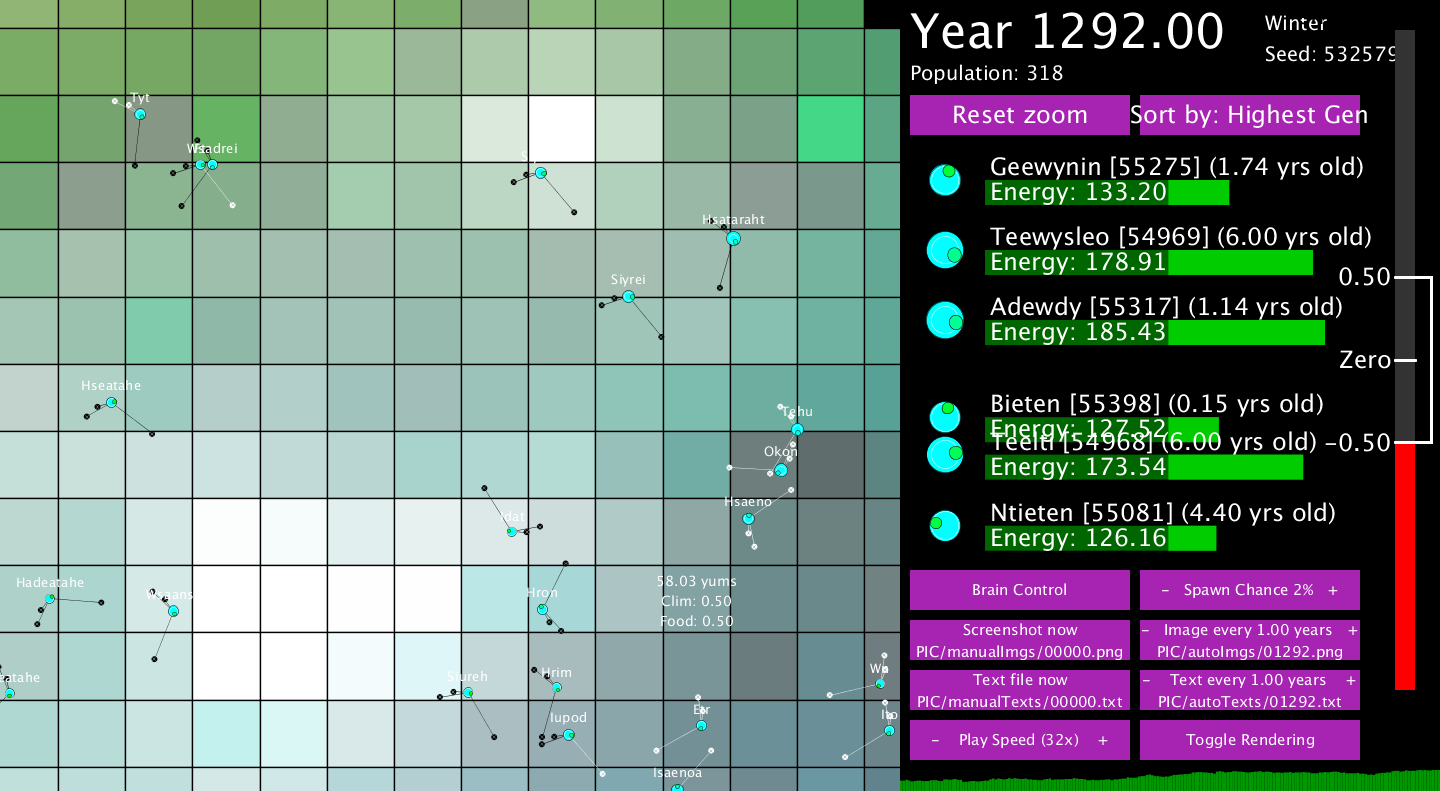 Year 1292.00
Winter
Seed: 532579
Population: 318
Reset zoom
Sort by: Highest Gen
Geewynin [55275] (1.74 yrs old)
Energy: 133.20
Teewysleo [54969] (6.00 yrs old)
Energy: 178.91
0.50
Adewdy [55317] (1.14 yrs old)
Energy: 185.43
Zero
Bieten [55398] (0.15 yrs old)
Energy: 127.52
Teeiti [54968] (6.00 yrs old)
-0.50
Energy: 173.54
Ntieten [55081] (4.40 yrs old)
Energy: 126.16
Brain Control
- Spawn Chance 2% +
Screenshot now
PIC/manualImgs/00000.png
- Image every 1.00 years +
PIC/autoImgs/01292.png
Text file now
PIC/manualTexts/00000.txt
- Text every 1.00 years +
PIC/autoTexts/01292.txt
- Play Speed (32x) +
Toggle Rendering
Tyt
Hsataraht
Siyrei
Hseatahe
Tehu
Okon
Hsaeno
58.03 yums
Clim: 0.50
Food: 0.50
Hadeatahe
Wsaans
Hron
Hrim
Siureh
Iupod
Etr
Ito
Isaenoa